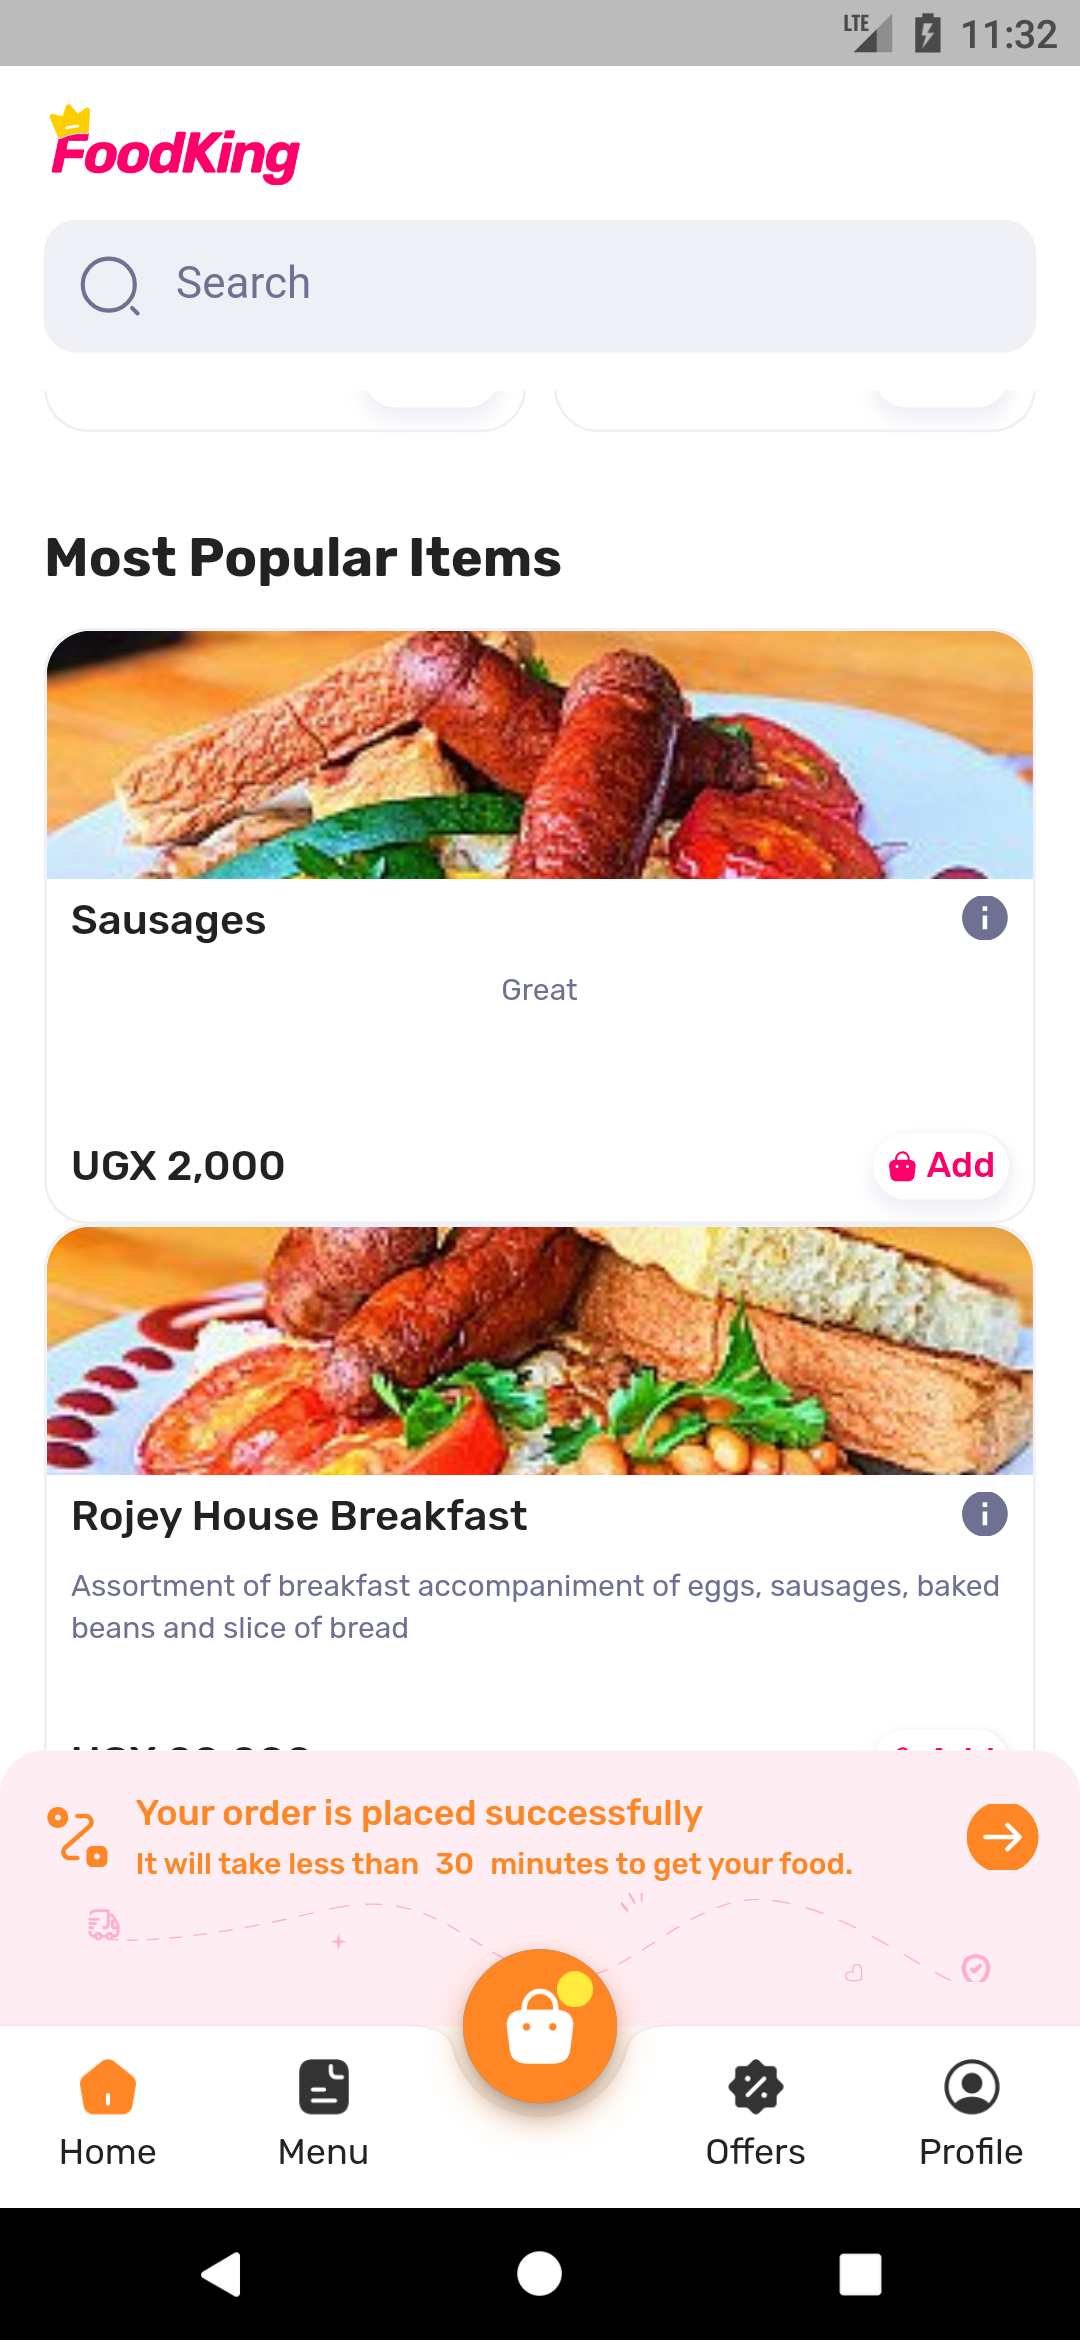 LTE 11:32
FoodKing
Search
Most Popular Items
Sausages
Great
UGX 2,000
Add
Rojey House Breakfast
Assortment of breakfast accompaniment of eggs, sausages, baked
beans and slice of bread
Your order is placed successfully
It will take less than 30 minutes to get your food.
Home
Menu
Offers
Profile